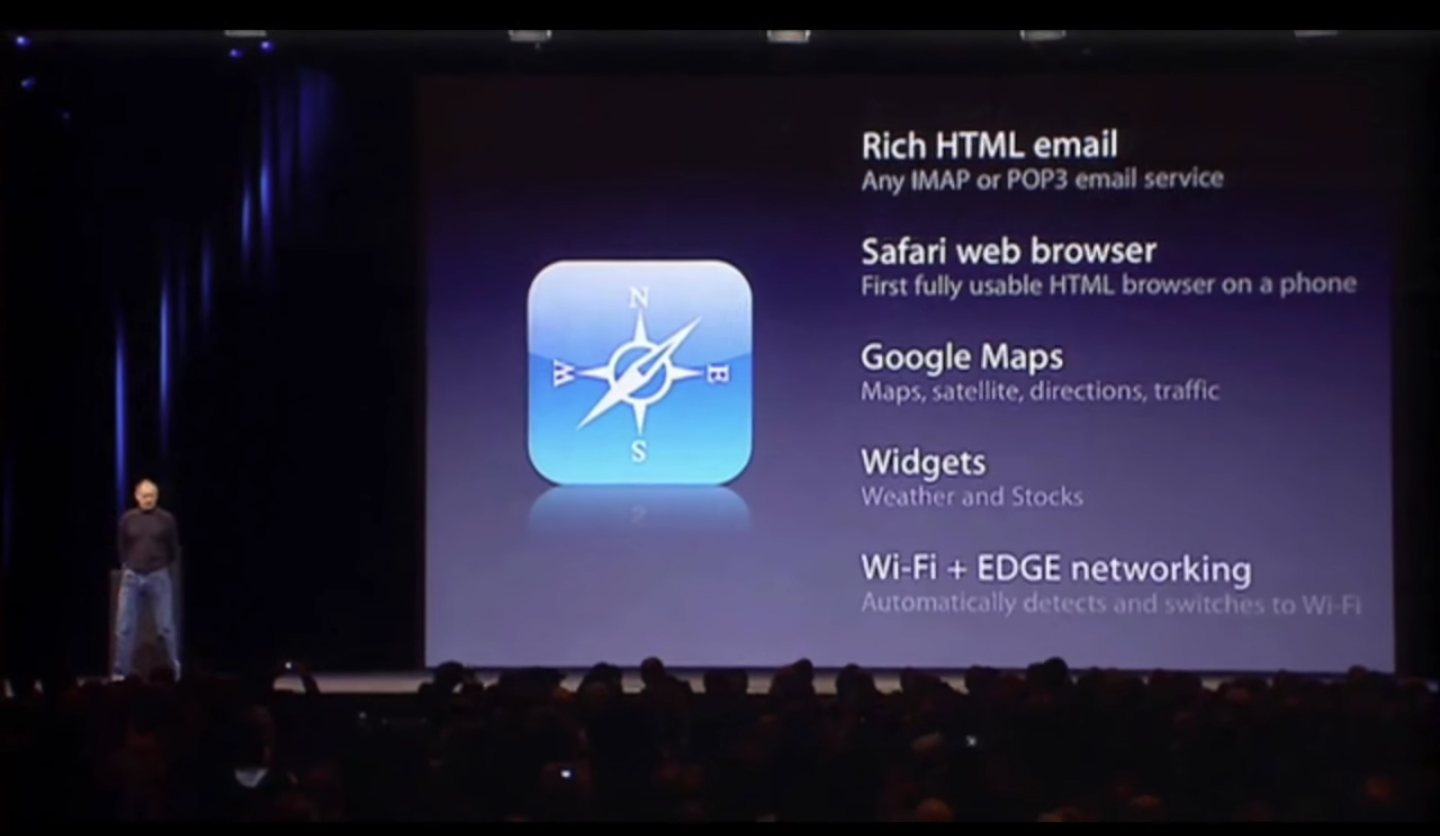 Rich HTML email
Any IMAP or POP3 email service
Safari web browser
First fully usable HTML browser on a phone
Google Maps
Maps, satellite, directions, traffic
Widgets
Weather and Stocks
Wi-Fi + EDGE networking
Automatically detects and switches to Wi-Fi
N
W
E
S